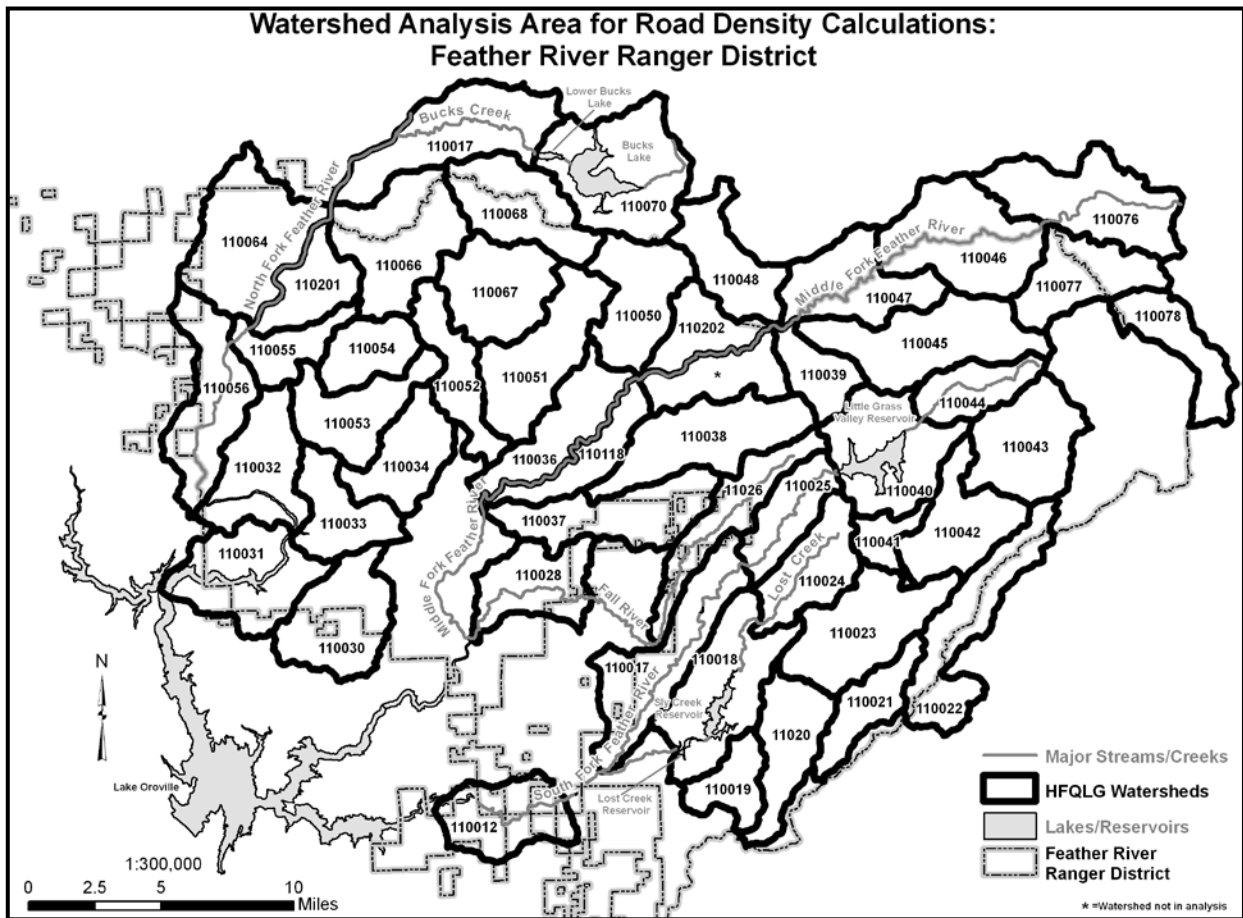 Watershed Analysis Area for Road Density Calculations:
Feather River Ranger District
Lower Bucks
Lake
Bucks Creek
110017
Bucks
Lake
110070
110068
110064
North Fork Feather River
110066
110201
110067
110050
110048
110202
Middle Fork Feather River
110046
110076
110047
110077
110078
110045
110055
110054
110056
110052
110051
*
110039
110044
Little Grass
Valley Reservoir
110053
110038
110043
110032
110034
110036
110118
11026
110025
110040
110033
110037
110042
110041
110031
Middle Fork Feather River
110028
Fall River
Lost Creek
110024
110023
110030
110017
110018
110021
110022
South Fork Feather River
Sly Creek
Reservoir
11020
N
110019
Lost Creek
Reservoir
Lake Oroville
110012
Major Streams/Creeks
HFQLG Watersheds
Lakes/Reservoirs
Feather River
Ranger District
1:300,000
0 2.5 5 10
Miles
* =Watershed not in analysis